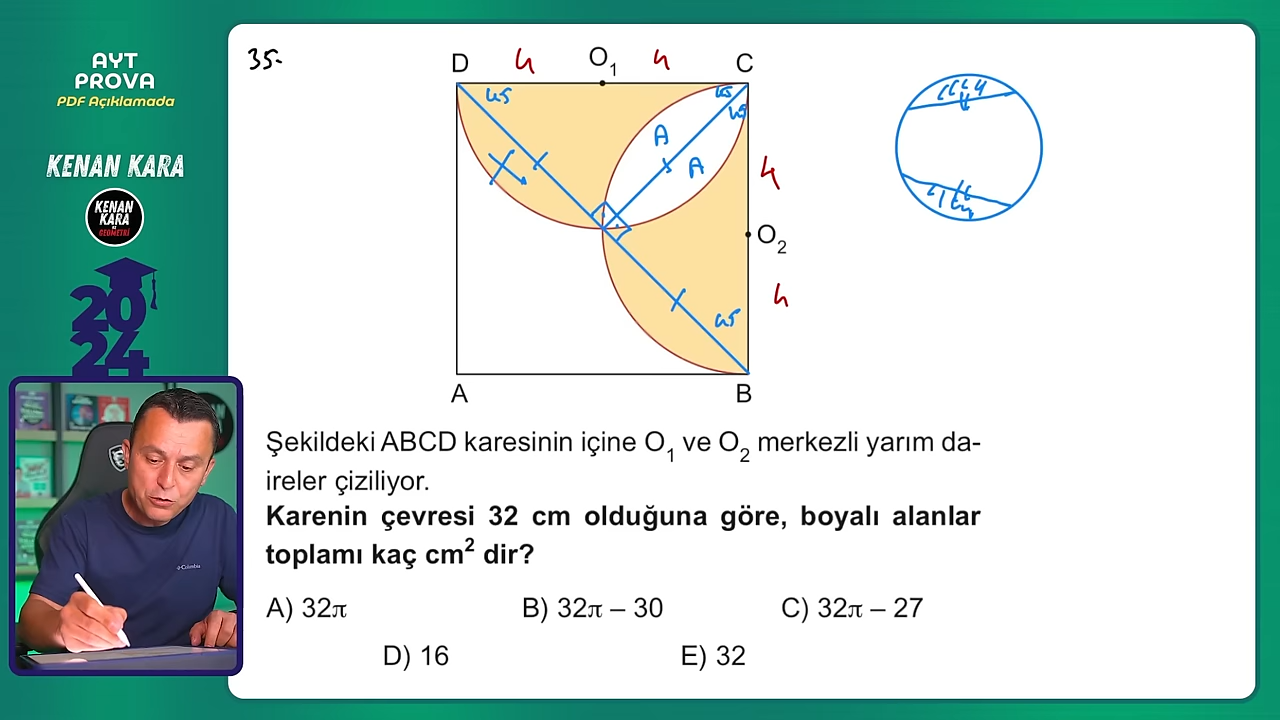 AYT
PROVA
PDF Açıklamada
KENAN KARA
KENAN
KARA
GEOMETRİ
2024
35.
D 4 O1 4 C
45 45
45
A
A
4
O2
4
45
A B
Şekildeki ABCD karesinin içine O1 ve O2 merkezli yarım da-
ireler çiziliyor.
Karenin çevresi 32 cm olduğuna göre, boyalı alanlar
toplamı kaç cm² dir?
A) 32π B) 32π – 30 C) 32π – 27
D) 16 E) 32
Columbia